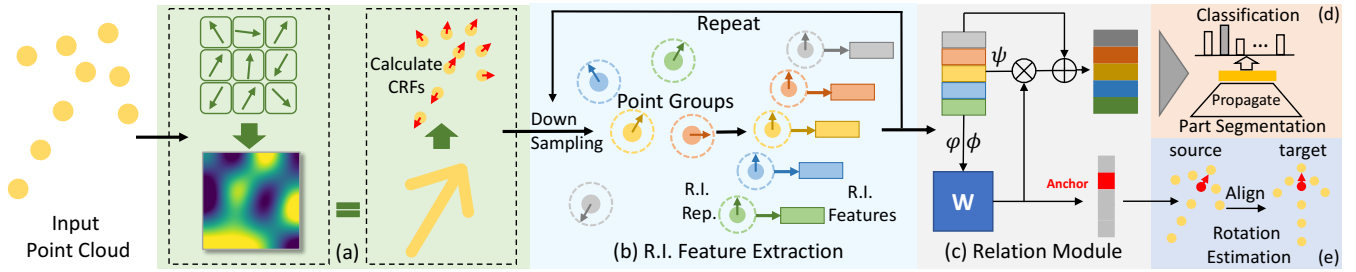 Input
Point Cloud
(a)
Calculate
CRFs
Repeat
Down
Sampling
Point Groups
R.I.
Rep.
R.I.
Features
(b) R.I. Feature Extraction
ψ
φ ϕ
W
Anchor
(c) Relation Module
Classification (d)
...
Propagate
Part Segmentation
source
target
Align
Rotation
Estimation
(e)